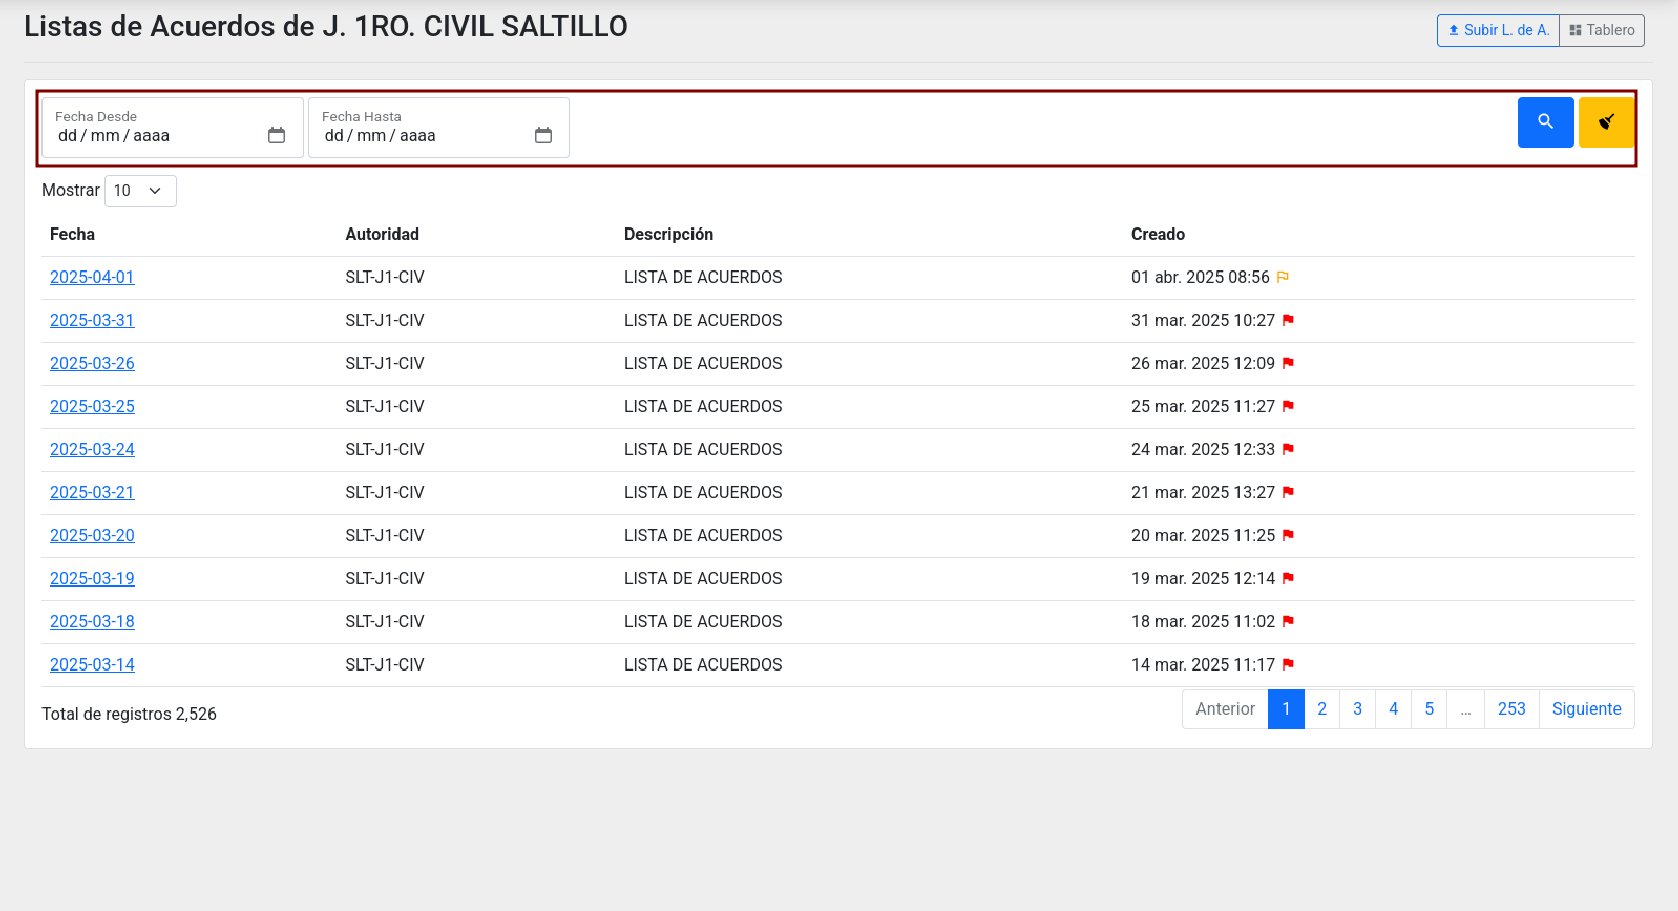 Listas de Acuerdos de J. 1RO. CIVIL SALTILLO
Subir L. de A. Tablero
Fecha Desde Fecha Hasta
dd / mm / aaaa dd / mm / aaaa
Mostrar 10
Fecha Autoridad Descripción Creado
2025-04-01 SLT-J1-CIV LISTA DE ACUERDOS 01 abr. 2025 08:56
2025-03-31 SLT-J1-CIV LISTA DE ACUERDOS 31 mar. 2025 10:27
2025-03-26 SLT-J1-CIV LISTA DE ACUERDOS 26 mar. 2025 12:09
2025-03-25 SLT-J1-CIV LISTA DE ACUERDOS 25 mar. 2025 11:27
2025-03-24 SLT-J1-CIV LISTA DE ACUERDOS 24 mar. 2025 12:33
2025-03-21 SLT-J1-CIV LISTA DE ACUERDOS 21 mar. 2025 13:27
2025-03-20 SLT-J1-CIV LISTA DE ACUERDOS 20 mar. 2025 11:25
2025-03-19 SLT-J1-CIV LISTA DE ACUERDOS 19 mar. 2025 12:14
2025-03-18 SLT-J1-CIV LISTA DE ACUERDOS 18 mar. 2025 11:02
2025-03-14 SLT-J1-CIV LISTA DE ACUERDOS 14 mar. 2025 11:17
Total de registros 2,526 Anterior 1 2 3 4 5 ... 253 Siguiente